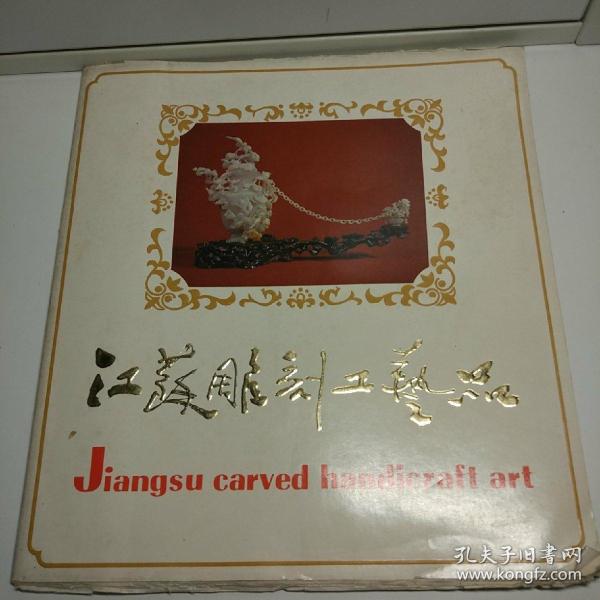 江苏雕刻工藝品
Jiangsu carved handicraft art
孔夫子旧书网
www.kongfz.com